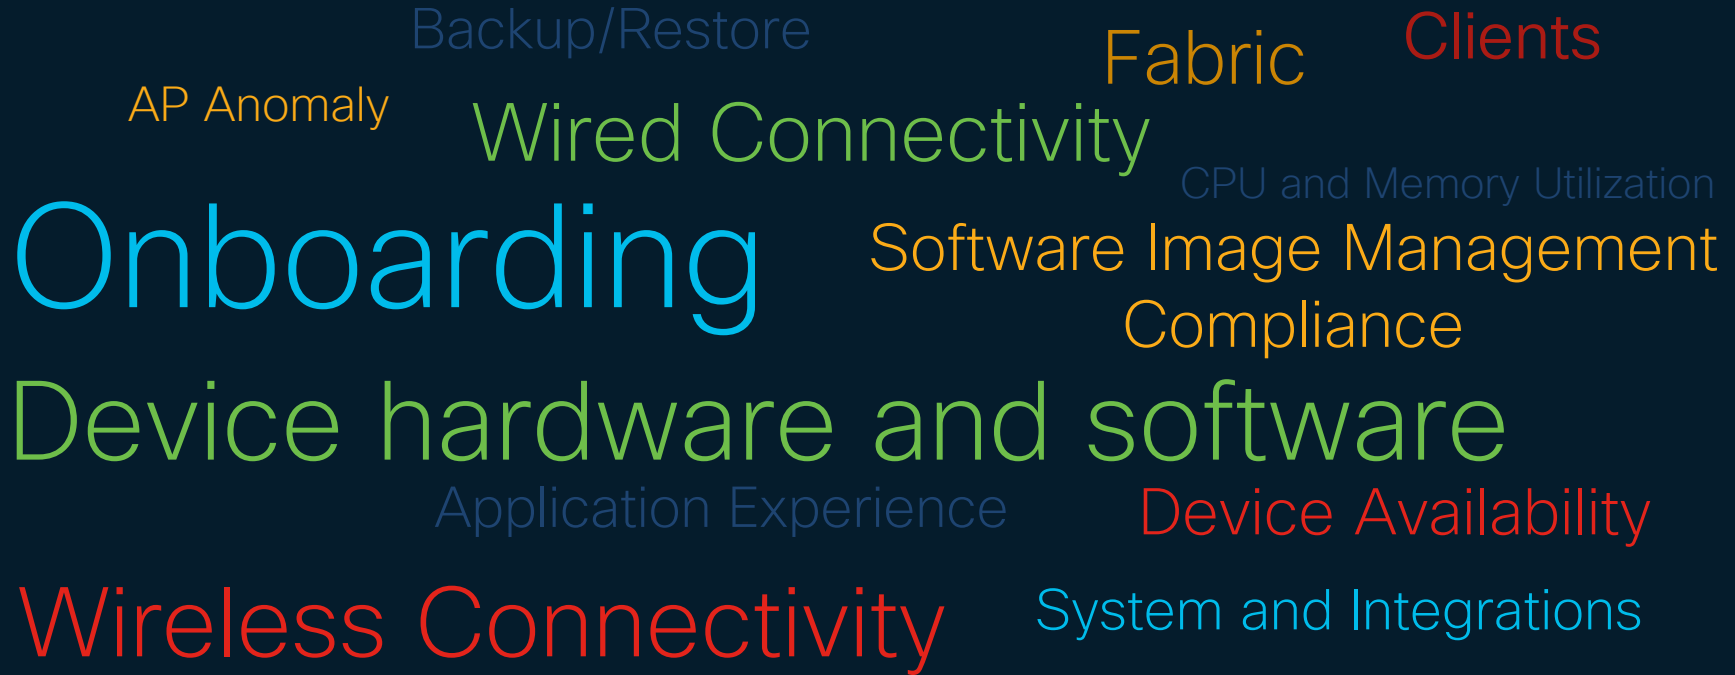 Backup/Restore
Fabric
Clients
AP Anomaly
Wired Connectivity
CPU and Memory Utilization
Onboarding
Software Image Management
Compliance
Device hardware and software
Application Experience
Device Availability
Wireless Connectivity
System and Integrations